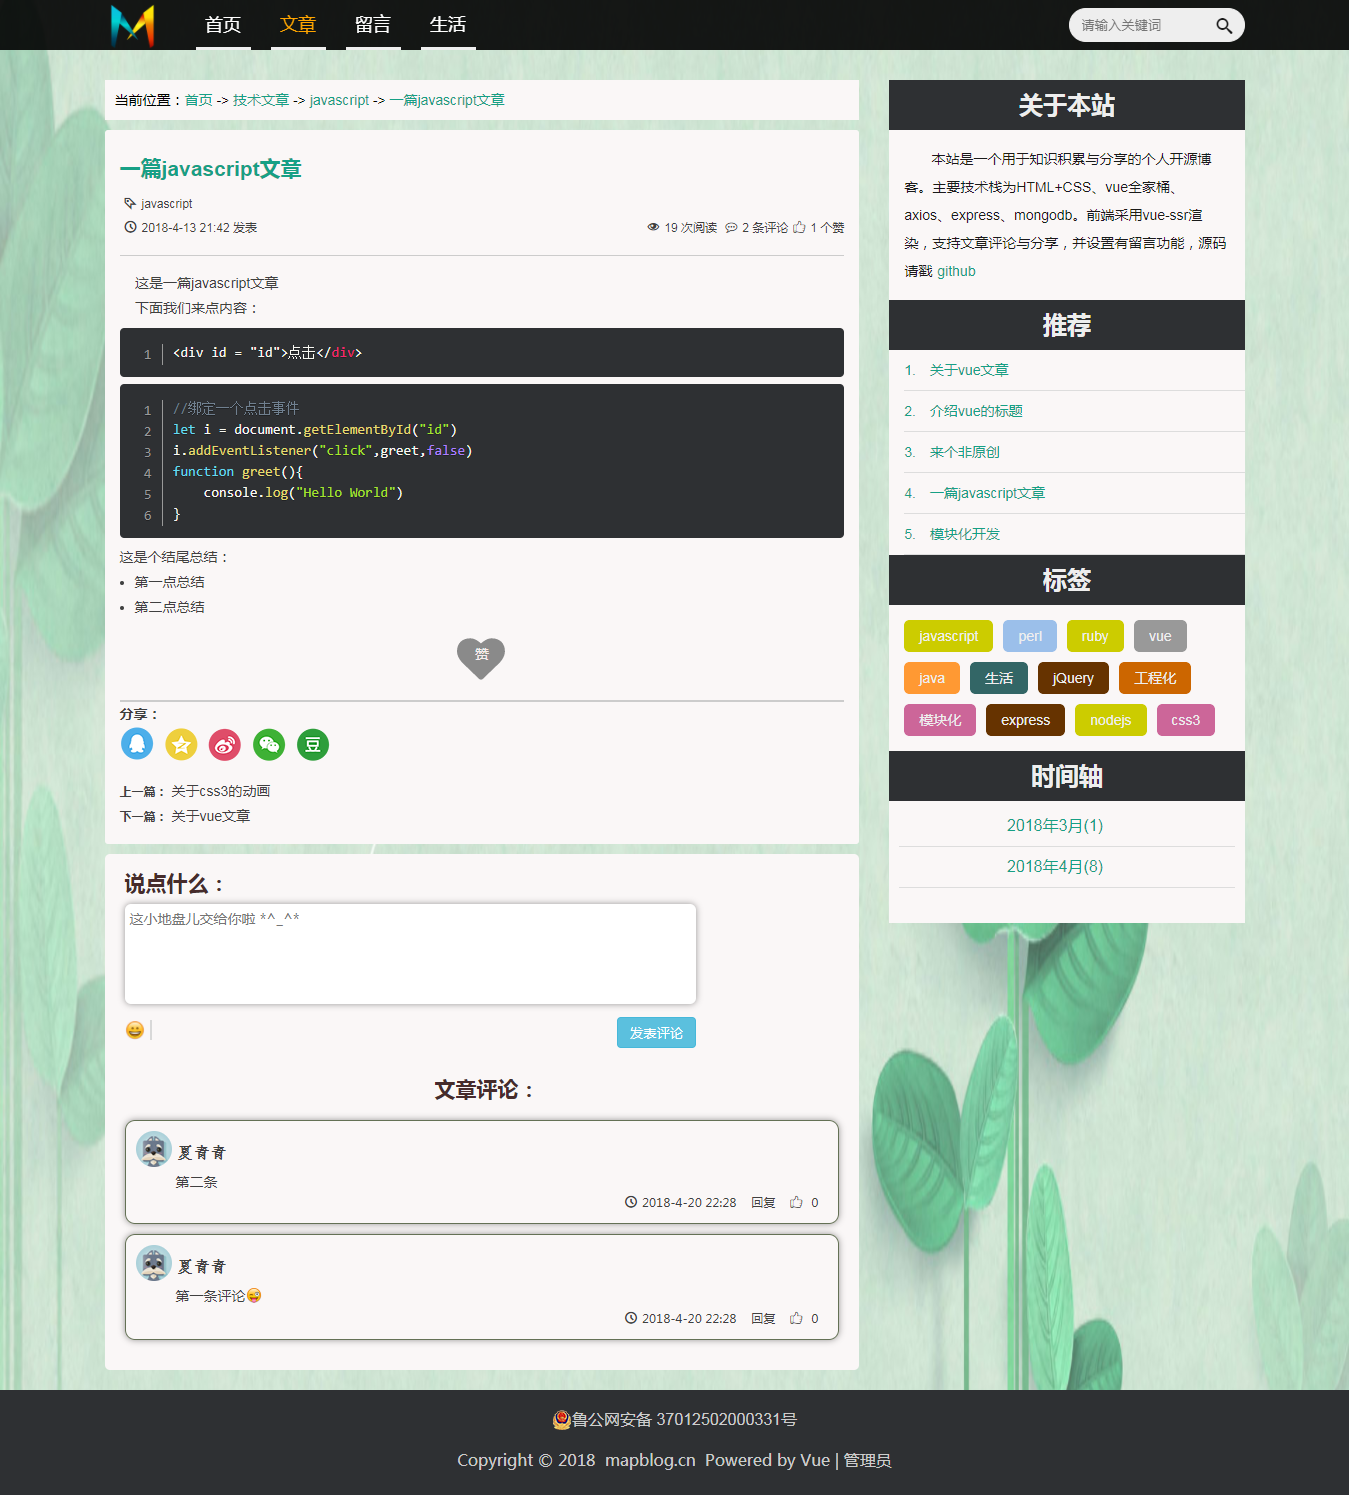 首页 文章 留言 生活 请输入关键词
当前位置：首页 -> 技术文章 -> javascript -> 一篇javascript文章
一篇javascript文章
javascript
2018-4-13 21:42 发表 19 次阅读 2 条评论 1 个赞
这是一篇javascript文章
下面我们来点内容：
1 <div id = "id">点击</div>
1 //绑定一个点击事件
2 let i = document.getElementById("id")
3 i.addEventListener("click",greet,false)
4 function greet(){
5     console.log("Hello World")
6 }
这是个结尾总结：
• 第一点总结
• 第二点总结
赞
分享：
豆
上一篇： 关于css3的动画
下一篇： 关于vue文章
说点什么：
这小地盘儿交给你啦 *^_^*
发表评论
文章评论：
夏青青
第二条
2018-4-20 22:28 回复 0
夏青青
第一条评论😜
2018-4-20 22:28 回复 0
关于本站
本站是一个用于知识积累与分享的个人开源博
客。主要技术栈为HTML+CSS、vue全家桶、
axios、express、mongodb。前端采用vue-ssr渲
染，支持文章评论与分享，并设置有留言功能，源码
请戳 github
推荐
1. 关于vue文章
2. 介绍vue的标题
3. 来个非原创
4. 一篇javascript文章
5. 模块化开发
标签
javascript perl ruby vue
java 生活 jQuery 工程化
模块化 express nodejs css3
时间轴
2018年3月(1)
2018年4月(8)
鲁公网安备 37012502000331号
Copyright © 2018 mapblog.cn Powered by Vue | 管理员